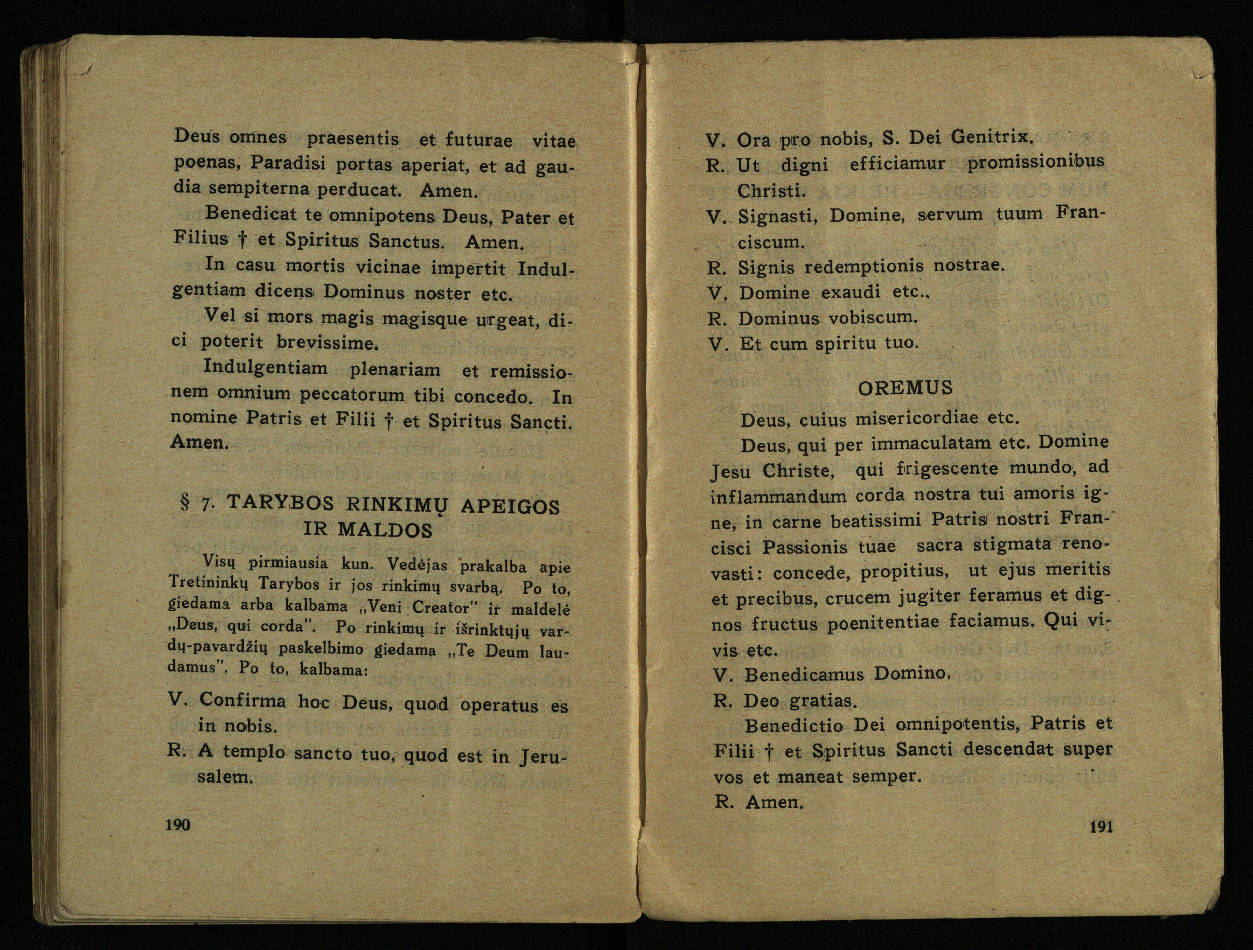 Deus omnes praesentis et futurae vitae
poenas, Paradisi portas aperiat, et ad gau-
dia sempiterna perducat. Amen.
Benedicat te omnipotens Deus, Pater et
Filius † et Spiritus Sanctus. Amen.
In casu mortis vicinae impertit Indul-
gentiam dicens Dominus noster etc.
Vel si mors magis magisque urgeat, di-
ci poterit brevissime.
Indulgentiam plenariam et remissio-
nem omnium peccatorum tibi concedo. In
nomine Patris et Filii † et Spiritus Sancti.
Amen.
§ 7. TARYBOS RINKIMŲ APEIGOS
IR MALDOS
Visų pirmiausia kun. Vedėjas prakalba apie
Tretininkų Tarybos ir jos rinkimų svarbą. Po to,
giedama arba kalbama „Veni Creator" ir maldelė
„Deus, qui corda". Po rinkimų ir išrinktųjų var-
dų-pavardžių paskelbimo giedama „Te Deum lau-
damus". Po to, kalbama:
V. Confirma hoc Deus, quod operatus es
in nobis.
R. A templo sancto tuo, quod est in Jeru-
salem.
190
V. Ora pro nobis, S. Dei Genitrix.
R. Ut digni efficiamur promissionibus
Christi.
V. Signasti, Domine, servum tuum Fran-
ciscum.
R. Signis redemptionis nostrae.
V. Domine exaudi etc.,
R. Dominus vobiscum.
V. Et cum spiritu tuo.
OREMUS
Deus, cuius misericordiae etc.
Deus, qui per immaculatam etc. Domine
Jesu Christe, qui frigescente mundo, ad
inflammandum corda nostra tui amoris ig-
ne, in carne beatissimi Patris nostri Fran-
cisci Passionis tuae sacra stigmata reno-
vasti: concede, propitius, ut ejus meritis
et precibus, crucem jugiter feramus et dig-
nos fructus poenitentiae faciamus. Qui vi-
vis etc.
V. Benedicamus Domino.
R. Deo gratias.
Benedictio Dei omnipotentis, Patris et
Filii † et Spiritus Sancti descendat super
vos et maneat semper.
R. Amen.
191